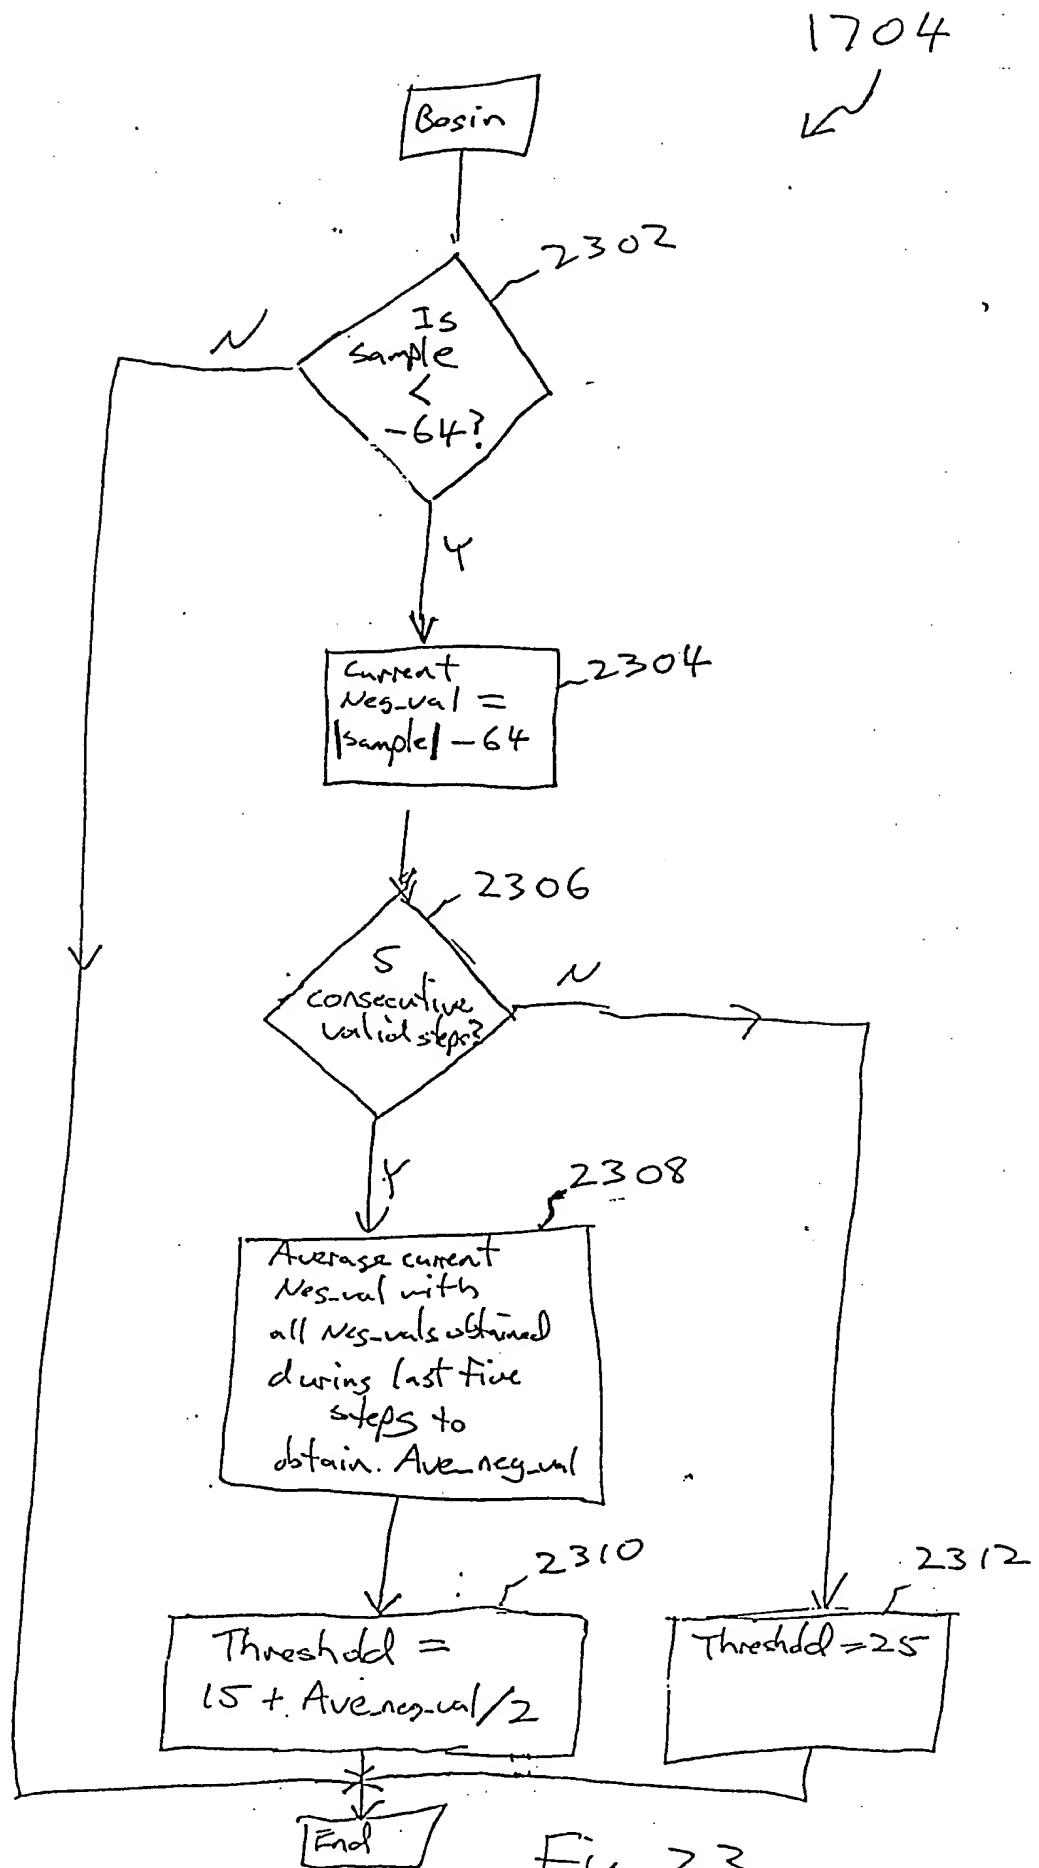 1704
Begin
2302
Is
sample
<
-64?
N
Y
2304
Current
Neg_val =
|sample| - 64
2306
5
consecutive
valid steps?
N
Y
2308
Average current
Neg_val with
all Neg_vals obtained
during last five
steps to
obtain. Ave_neg_val
2310
Threshold =
15 + Ave_neg_val/2
2312
Threshold = 25
End
Fig 23